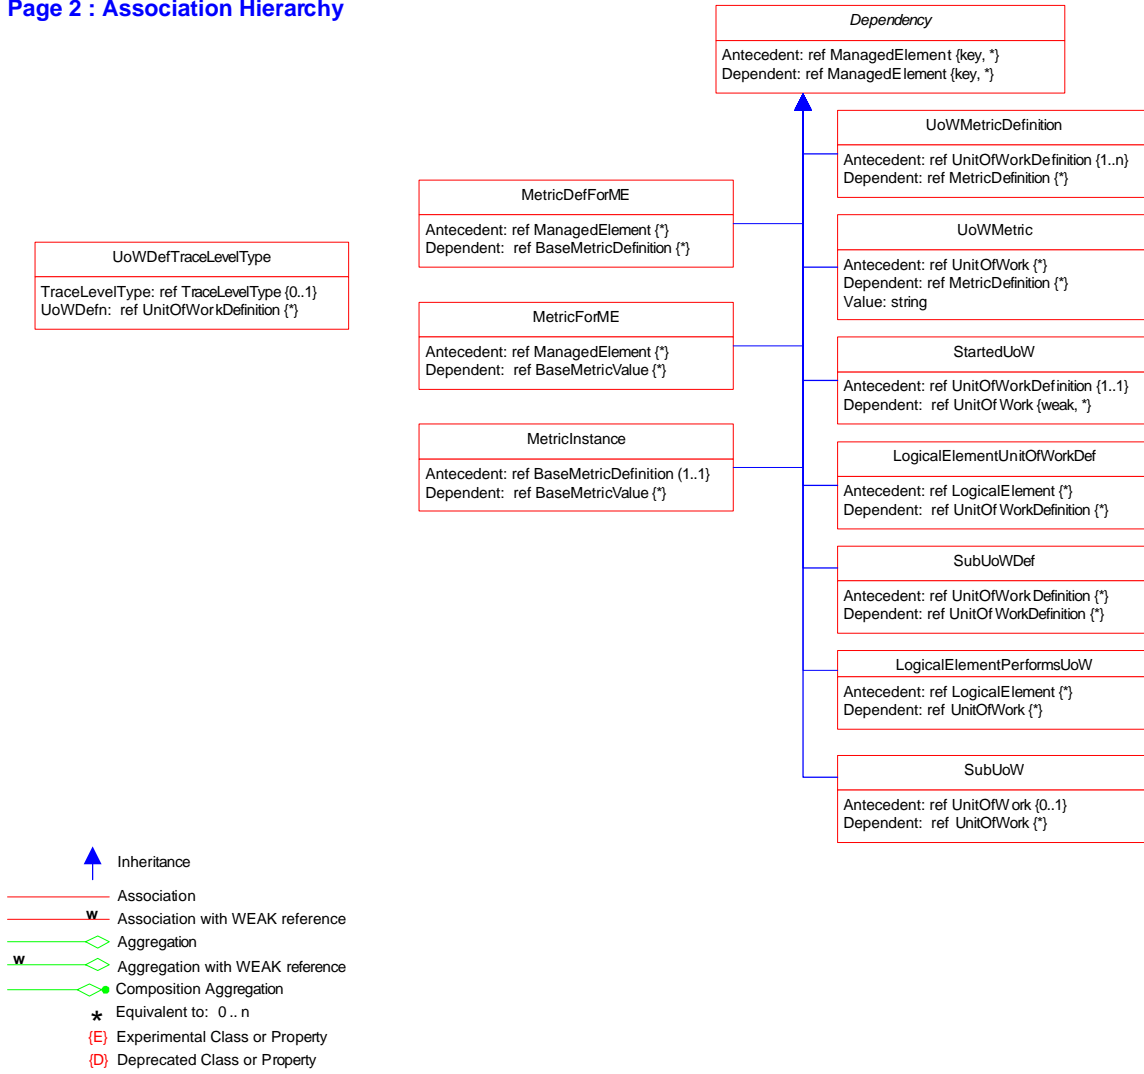 Page 2 : Association Hierarchy
Dependency
Antecedent: ref ManagedElement {key, *}
Dependent: ref ManagedElement {key, *}
UoWMetricDefinition
Antecedent: ref UnitOfWorkDefinition {1..n}
Dependent: ref MetricDefinition {*}
MetricDefForME
Antecedent: ref ManagedElement {*}
Dependent: ref BaseMetricDefinition {*}
UoWMetric
Antecedent: ref UnitOfWork {*}
Dependent: ref MetricDefinition {*}
Value: string
UoWDefTraceLevelType
TraceLevelType: ref TraceLevelType {0..1}
UoWDefn: ref UnitOfWorkDefinition {*}
MetricForME
Antecedent: ref ManagedElement {*}
Dependent: ref BaseMetricValue {*}
StartedUoW
Antecedent: ref UnitOfWorkDefinition {1..1}
Dependent: ref UnitOfWork {weak, *}
MetricInstance
Antecedent: ref BaseMetricDefinition (1..1}
Dependent: ref BaseMetricValue {*}
LogicalElementUnitOfWorkDef
Antecedent: ref LogicalElement {*}
Dependent: ref UnitOfWorkDefinition {*}
SubUoWDef
Antecedent: ref UnitOfWorkDefinition {*}
Dependent: ref UnitOfWorkDefinition {*}
LogicalElementPerformsUoW
Antecedent: ref LogicalElement {*}
Dependent: ref UnitOfWork {*}
SubUoW
Antecedent: ref UnitOfWork {0..1}
Dependent: ref UnitOfWork {*}
Inheritance
Association
w Association with WEAK reference
Aggregation
w Aggregation with WEAK reference
Composition Aggregation
* Equivalent to: 0 .. n
{E} Experimental Class or Property
{D} Deprecated Class or Property